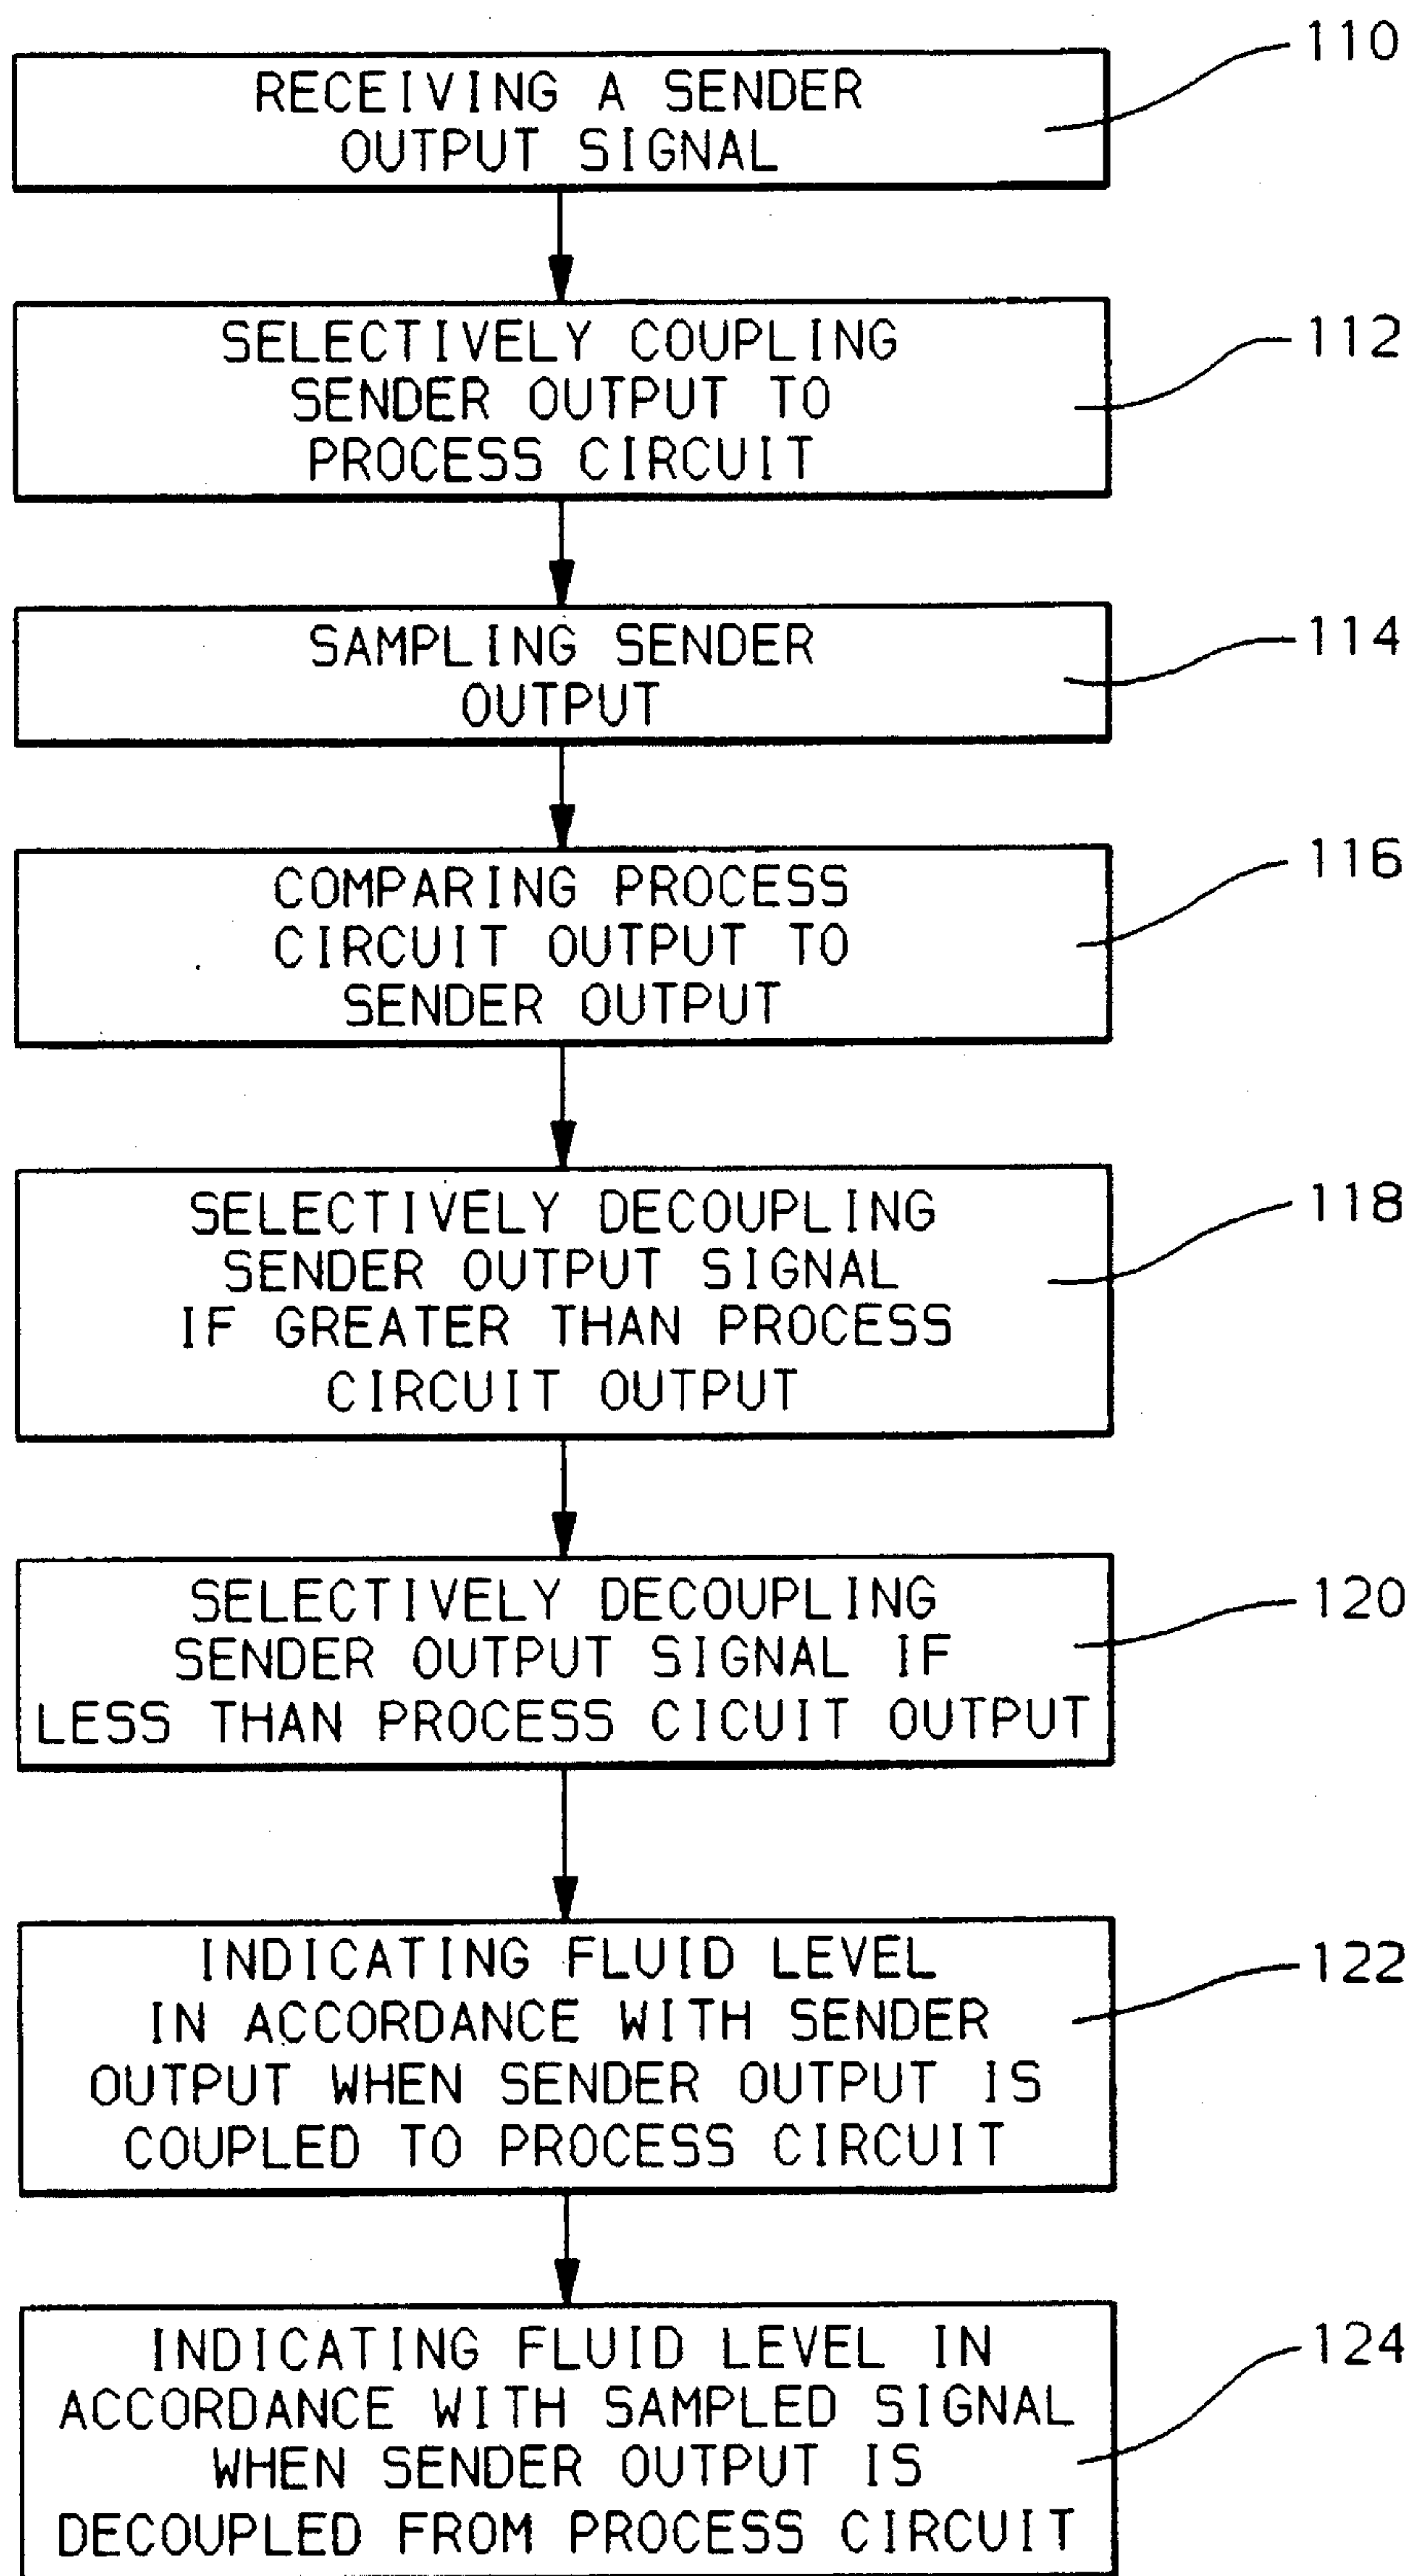 110
RECEIVING A SENDER
OUTPUT SIGNAL
112
SELECTIVELY COUPLING
SENDER OUTPUT TO
PROCESS CIRCUIT
114
SAMPLING SENDER
OUTPUT
116
COMPARING PROCESS
CIRCUIT OUTPUT TO
SENDER OUTPUT
118
SELECTIVELY DECOUPLING
SENDER OUTPUT SIGNAL
IF GREATER THAN PROCESS
CIRCUIT OUTPUT
120
SELECTIVELY DECOUPLING
SENDER OUTPUT SIGNAL IF
LESS THAN PROCESS CICUIT OUTPUT
122
INDICATING FLUID LEVEL
IN ACCORDANCE WITH SENDER
OUTPUT WHEN SENDER OUTPUT IS
COUPLED TO PROCESS CIRCUIT
124
INDICATING FLUID LEVEL IN
ACCORDANCE WITH SAMPLED SIGNAL
WHEN SENDER OUTPUT IS
DECOUPLED FROM PROCESS CIRCUIT